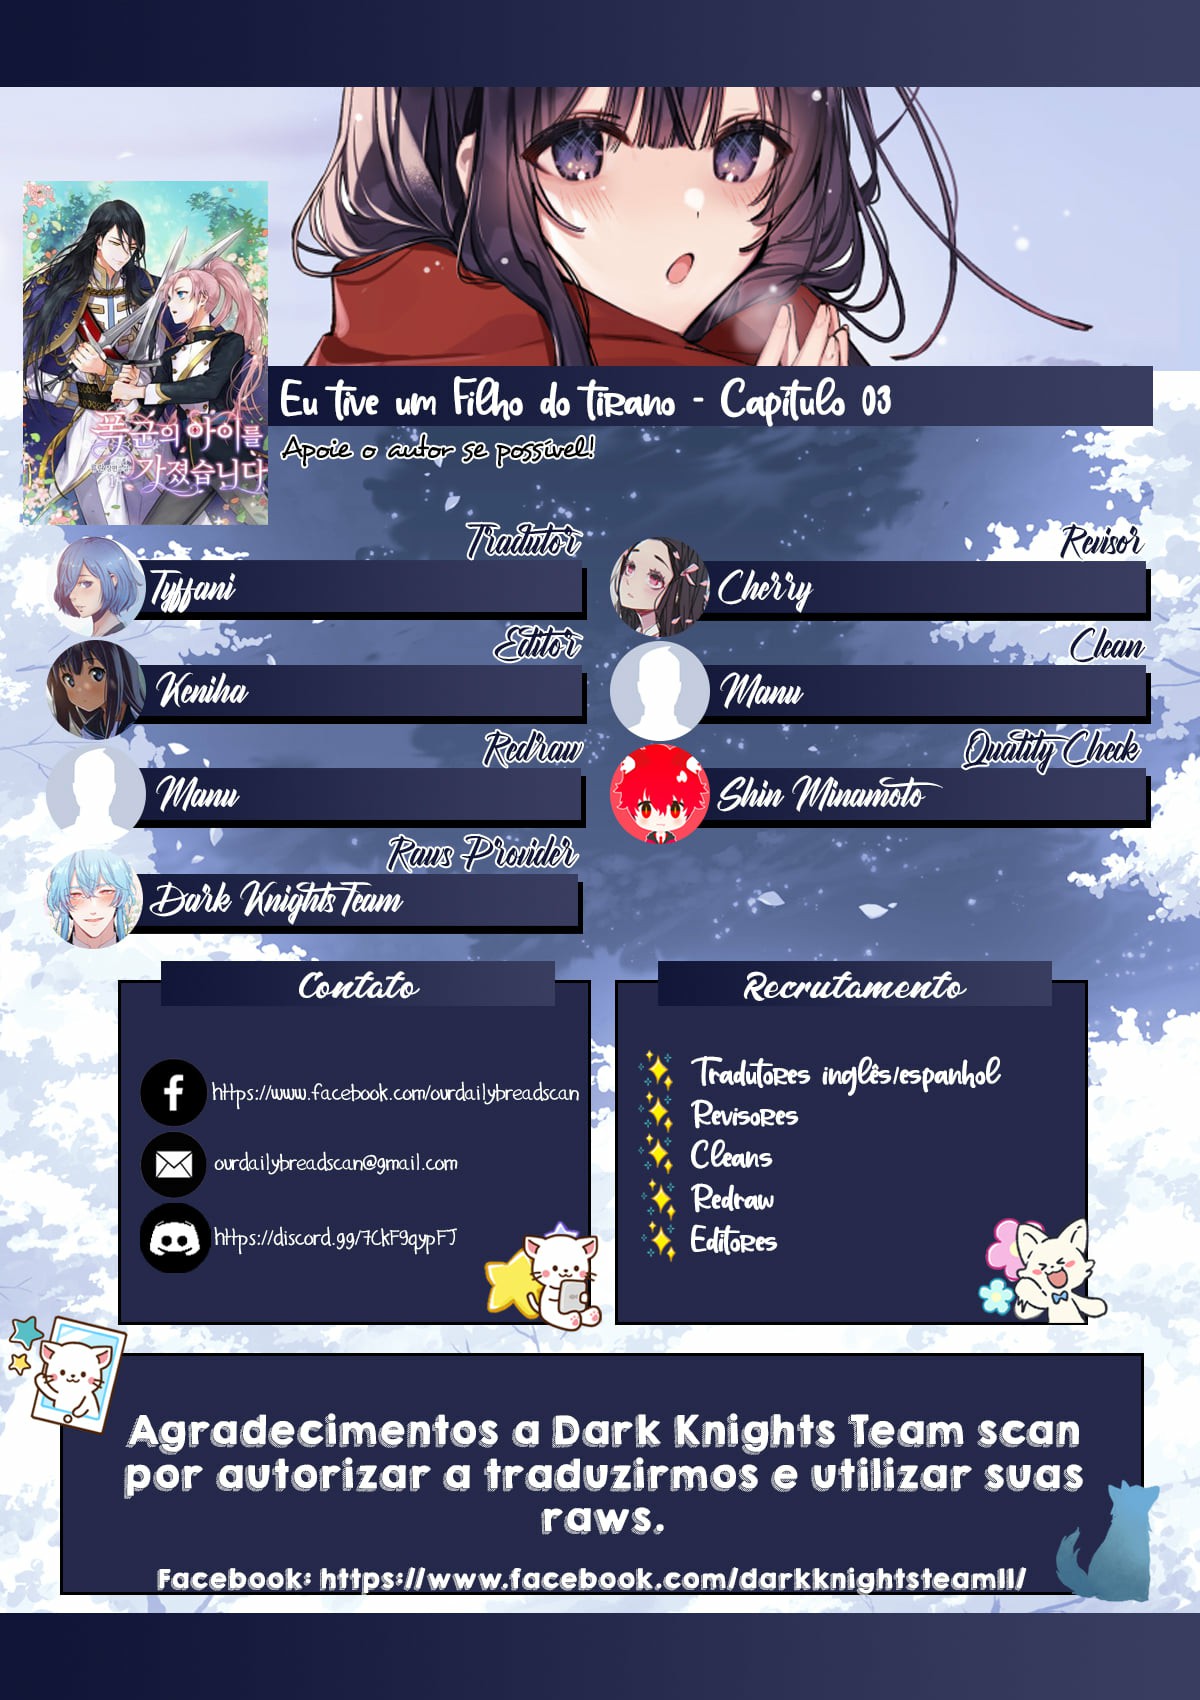 폭군의 아이를
가졌습니다
Eu tive um Filho do tirano - Capítulo 03
Apoie o autor se possível!
Tradutor
Tyffani
Revisor
Cherry
Editor
Keniha
Clean
Manu
Redraw
Manu
Quality Check
Shin Minamoto
Raws Provider
Dark Knights Team
Contato
https://www.facebook.com/ourdailybreadscan
ourdailybreadscan@gmail.com
https://discord.gg/7CkF9qypFJ
Recrutamento
Tradutores inglês/espanhol
Revisores
Cleans
Redraw
Editores
Agradecimentos a Dark Knights Team scan
por autorizar a traduzirmos e utilizar suas
raws.
Facebook: https://www.facebook.com/darkknightsteam11/